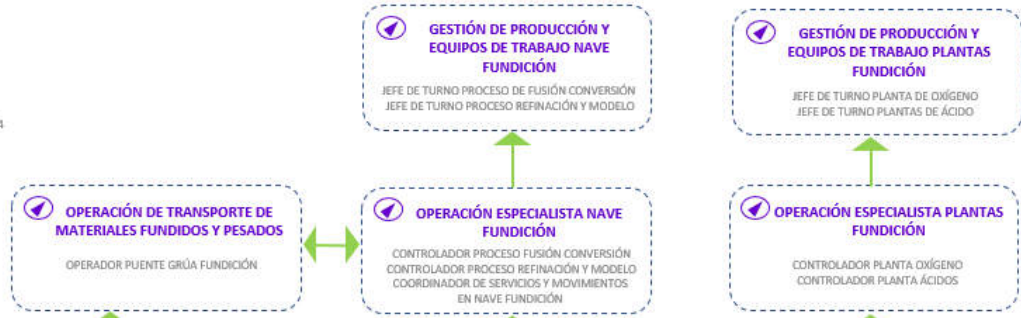 GESTIÓN DE PRODUCCIÓN Y
EQUIPOS DE TRABAJO NAVE
FUNDICIÓN
JEFE DE TURNO PROCESO DE FUSIÓN CONVERSIÓN
JEFE DE TURNO PROCESO REFINACIÓN Y MODELO
GESTIÓN DE PRODUCCIÓN Y
EQUIPOS DE TRABAJO PLANTAS
FUNDICIÓN
JEFE DE TURNO PLANTA DE OXÍGENO
JEFE DE TURNO PLANTAS DE ÁCIDO
4
OPERACIÓN DE TRANSPORTE DE
MATERIALES FUNDIDOS Y PESADOS
OPERADOR PUENTE GRÚA FUNDICIÓN
OPERACIÓN ESPECIALISTA NAVE
FUNDICIÓN
CONTROLADOR PROCESO FUSIÓN CONVERSIÓN
CONTROLADOR PROCESO REFINACIÓN Y MODELO
COORDINADOR DE SERVICIOS Y MOVIMIENTOS
EN NAVE FUNDICIÓN
OPERACIÓN ESPECIALISTA PLANTAS
FUNDICIÓN
CONTROLADOR PLANTA OXÍGENO
CONTROLADOR PLANTA ÁCIDOS